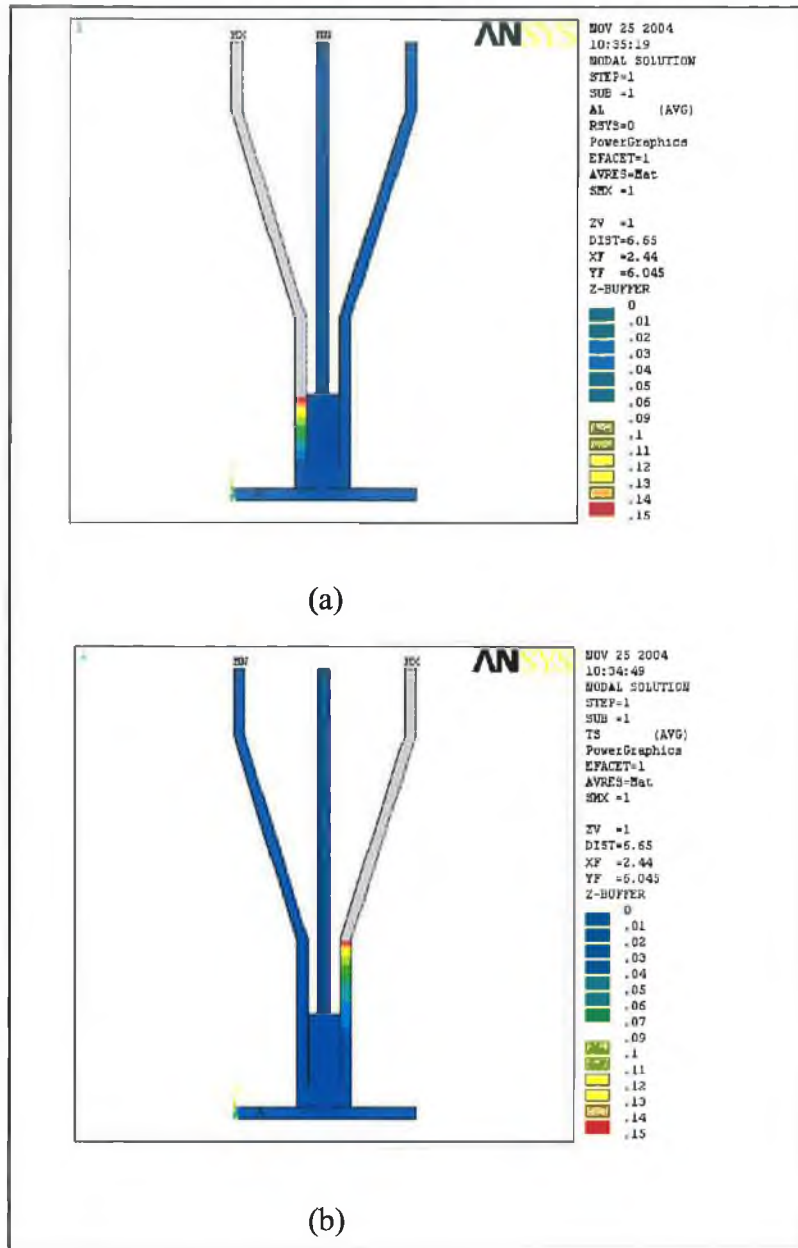 1
MX
MN
ANSYS
NOV 25 2004
10:35:19
NODAL SOLUTION
STEP=1
SUB =1
AL (AVG)
RSYS=0
PowerGraphics
EFACET=1
AVRES=Mat
SMX =1
ZV =1
DIST=6.65
XF =2.44
YF =6.045
Z-BUFFER
0
.01
.02
.03
.04
.05
.06
.09
.1
.11
.12
.13
.14
.15
(a)
MN
MX
ANSYS
NOV 25 2004
10:34:49
NODAL SOLUTION
STEP=1
SUB =1
TS (AVG)
PowerGraphics
EFACET=1
AVRES=Mat
SMX =1
ZV =1
DIST=6.65
XF =2.44
YF =6.045
Z-BUFFER
0
.01
.02
.03
.04
.05
.06
.07
.09
.1
.11
.12
.13
.14
.15
(b)